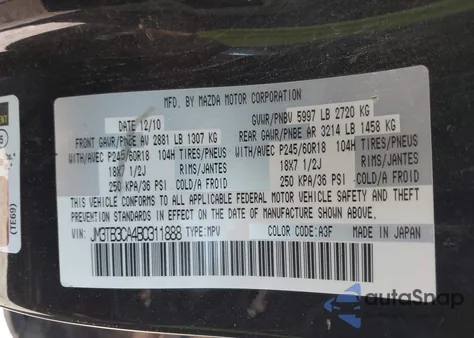 MFD. BY MAZDA MOTOR CORPORATION
DATE 12/10
GVWR/PNBV 5997 LB 2720 KG
FRONT GAWR/PNBE AV 2881 LB 1307 KG
REAR GAWR/PNBE AR 3214 LB 1458 KG
WITH/AVEC P245/60R18 104H TIRES/PNEUS
WITH/AVEC P245/60R18 104H TIRES/PNEUS
18X7 1/2J RIMS/JANTES
18X7 1/2J RIMS/JANTES
250 KPA/36 PSI/COLD/A FROID
250 KPA/36 PSI/COLD/A FROID
THIS VEHICLE CONFORMS TO ALL APPLICABLE FEDERAL MOTOR VEHICLE SAFETY,
BUMPER, THEFT PREVENTION STANDARDS IN EFFECT ON THE
DATE OF MANUFACTURE SHOWN ABOVE.
VIN: JM3TB3CA4BC311888 TYPE:MPV COLOR CODE: A3F MADE IN JAPAN
(TE69)
autoSnap